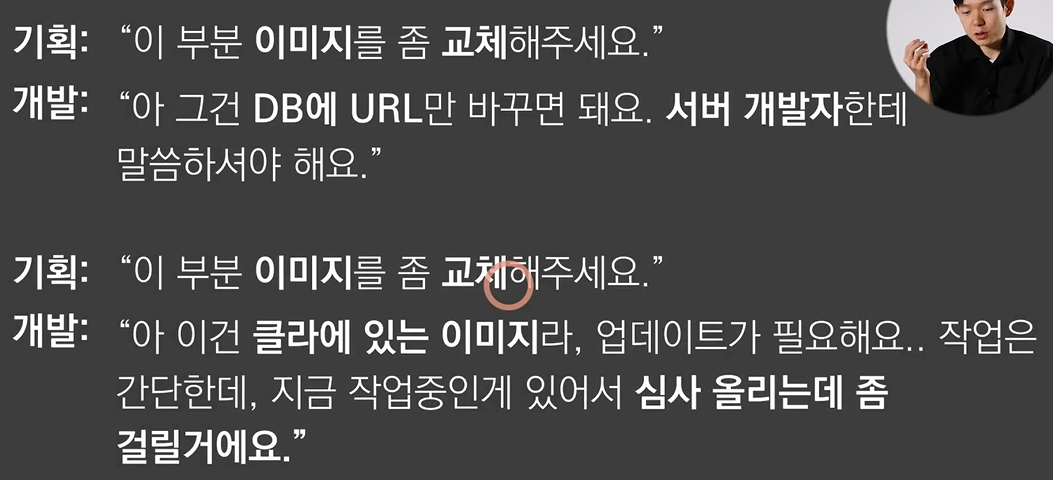 기획: “이 부분 이미지를 좀 교체해주세요.”
개발: “아 그건 DB에 URL만 바꾸면 돼요. 서버 개발자한테
말씀하셔야 해요.”
기획: “이 부분 이미지를 좀 교체해주세요.”
개발: “아 이건 클라에 있는 이미지라, 업데이트가 필요해요.. 작업은
간단한데, 지금 작업중인게 있어서 심사 올리는데 좀
걸릴거에요.”